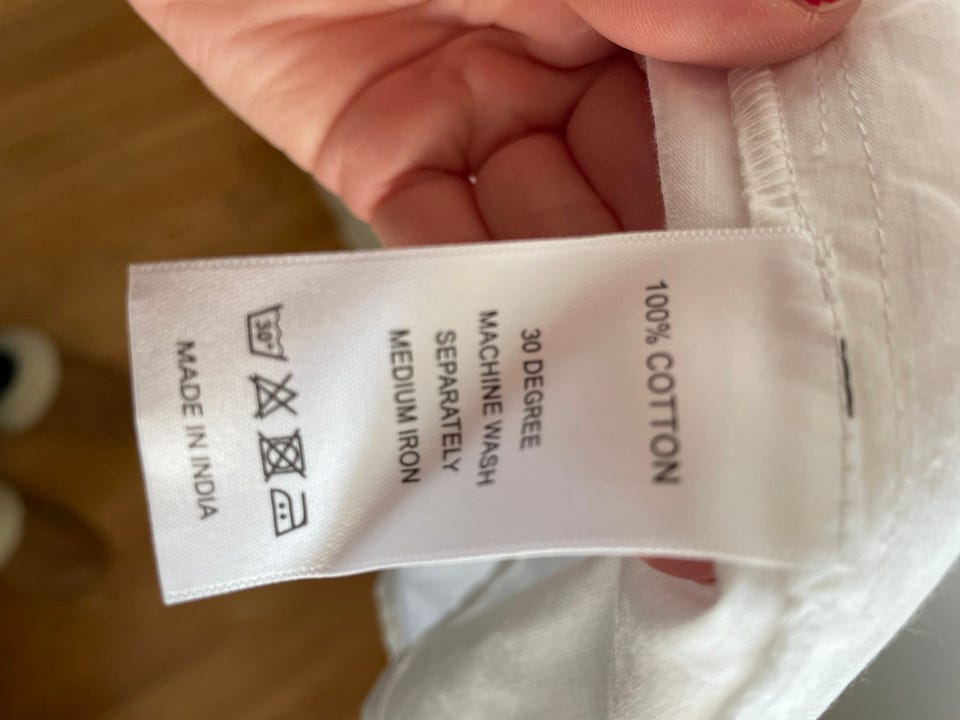 100% COTTON
30 DEGREE
MACHINE WASH
SEPARATELY
MEDIUM IRON
30°
MADE IN INDIA